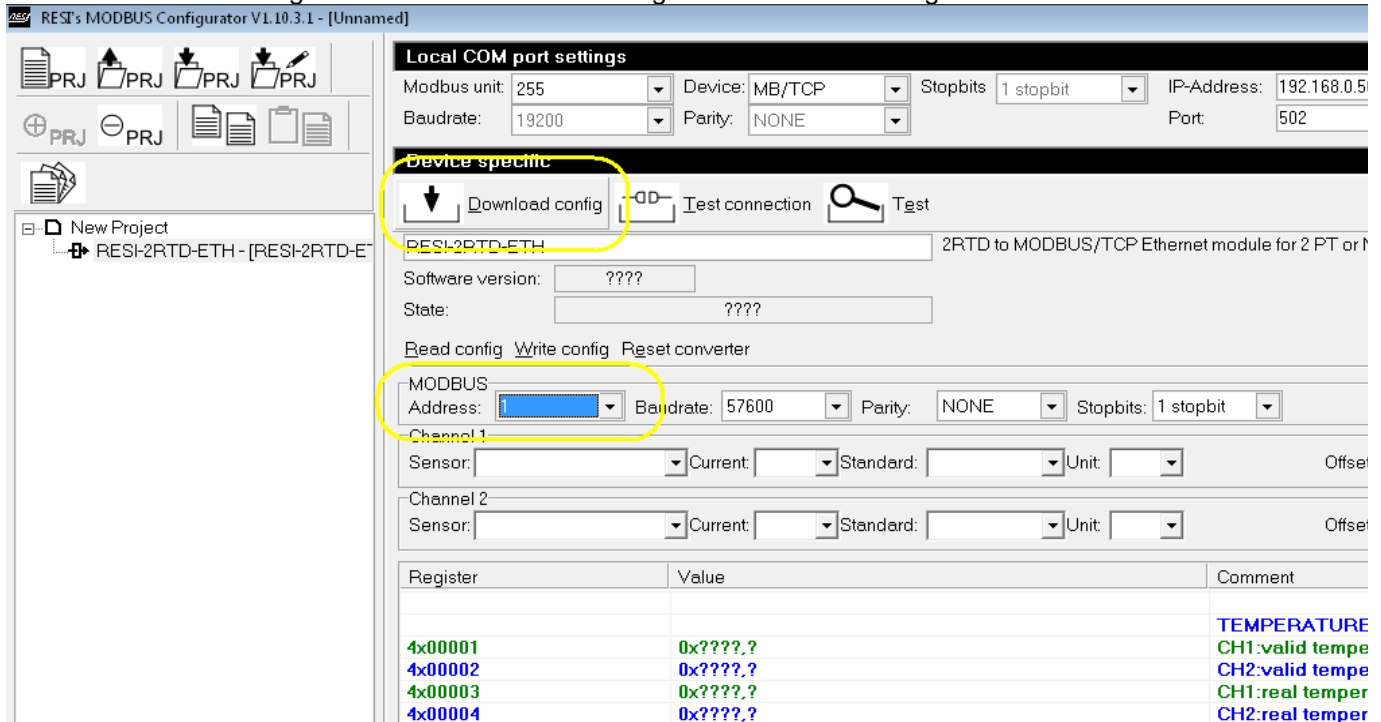 RESI's MODBUS Configurator V1.10.3.1 - [Unnamed]
PRJ PRJ PRJ PRJ
PRJ PRJ
New Project
RESI-2RTD-ETH - [RESI-2RTD-ET
Local COM port settings
Modbus unit: 255 Device: MB/TCP Stopbits 1 stopbit IP-Address: 192.168.0.5
Baudrate: 19200 Parity: NONE Port: 502
Device specific
Download config Test connection Test
RESI-2RTD-ETH 2RTD to MODBUS/TCP Ethernet module for 2 PT or
Software version: ????
State: ????
Read config Write config Reset converter
MODBUS
Address: 1 Baudrate: 57600 Parity: NONE Stopbits: 1 stopbit
Channel 1
Sensor: Current: Standard: Unit: Offset
Channel 2
Sensor: Current: Standard: Unit: Offset
Register Value Comment
TEMPERATURE
4x00001 0x????,? CH1:valid tempe
4x00002 0x????,? CH2:valid tempe
4x00003 0x????,? CH1:real temper
4x00004 0x????,? CH2:real temper